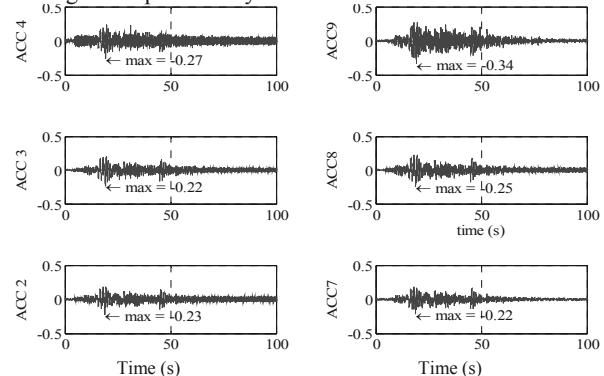 0.5
ACC 4
0
← max = -0.27
-0.5
0 50 100
0.5
ACC9
0
← max = -0.34
-0.5
0 50 100
0.5
ACC 3
0
← max = -0.22
-0.5
0 50 100
0.5
ACC8
0
← max = -0.25
-0.5
0 50 100
time (s)
0.5
ACC 2
0
← max = -0.23
-0.5
0 50 100
Time (s)
0.5
ACC7
0
← max = -0.22
-0.5
0 50 100
Time (s)